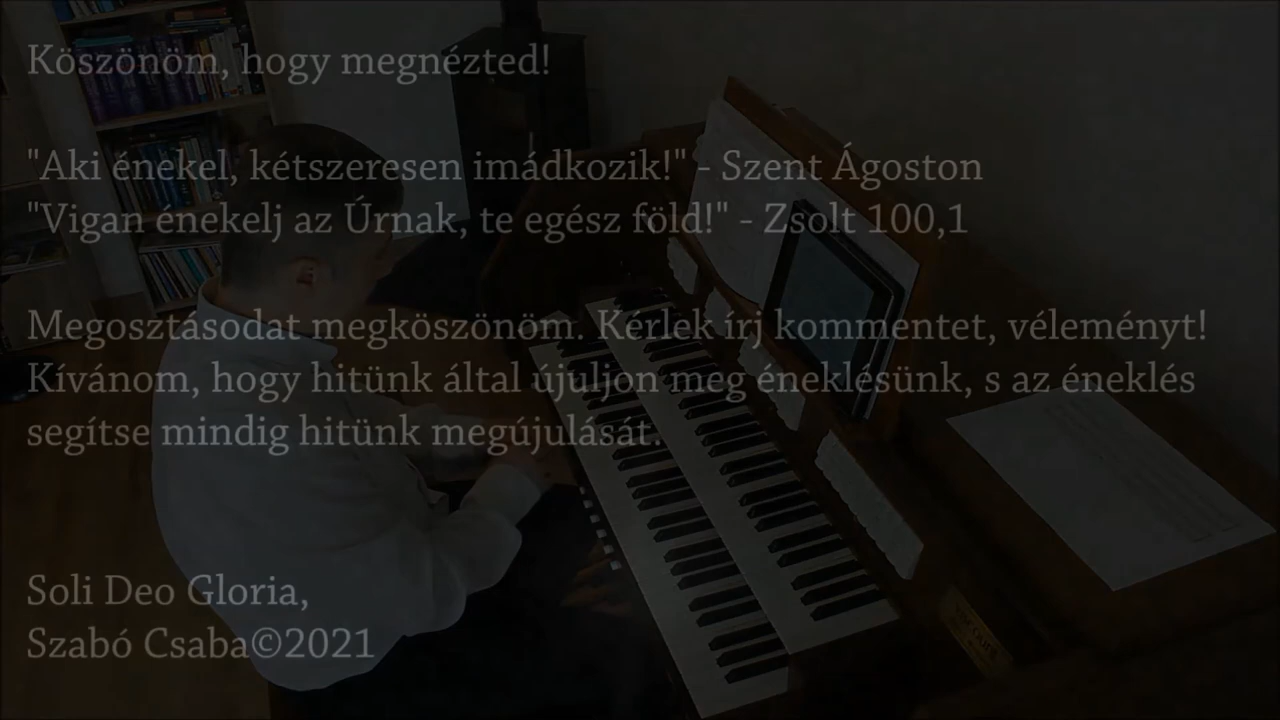 Köszönöm, hogy megnézted!
"Aki énekel, kétszeresen imádkozik!" - Szent Ágoston
"Vigan énekelj az Úrnak, te egész föld!" - Zsolt 100,1
Megosztásodat megköszönöm. Kérlek írj kommentet, véleményt!
Kívánom, hogy hitünk által újuljon meg éneklésünk, s az éneklés
segítse mindig hitünk megújulását.
Soli Deo Gloria,
Szabó Csaba©2021